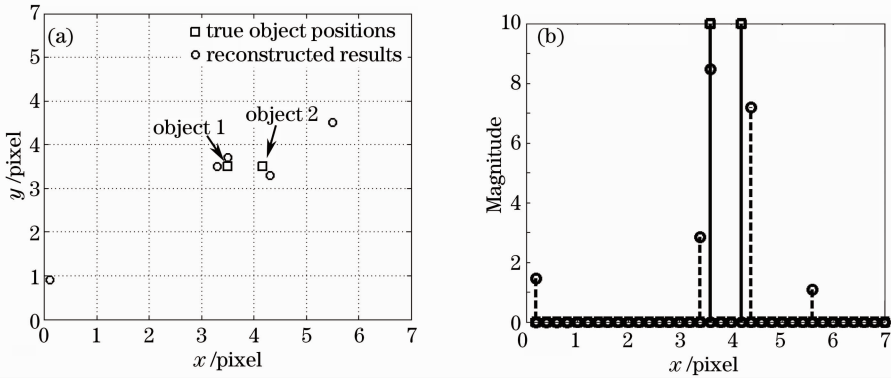 (a)
true object positions
reconstructed results
object 1
object 2
7
5
4
4
3
2
1
0
y/pixel
0 1 2 3 4 5 6 7
x/pixel
(b)
10
8
6
4
2
0
Magnitude
1 2 3 4 5 6 7
x/pixel